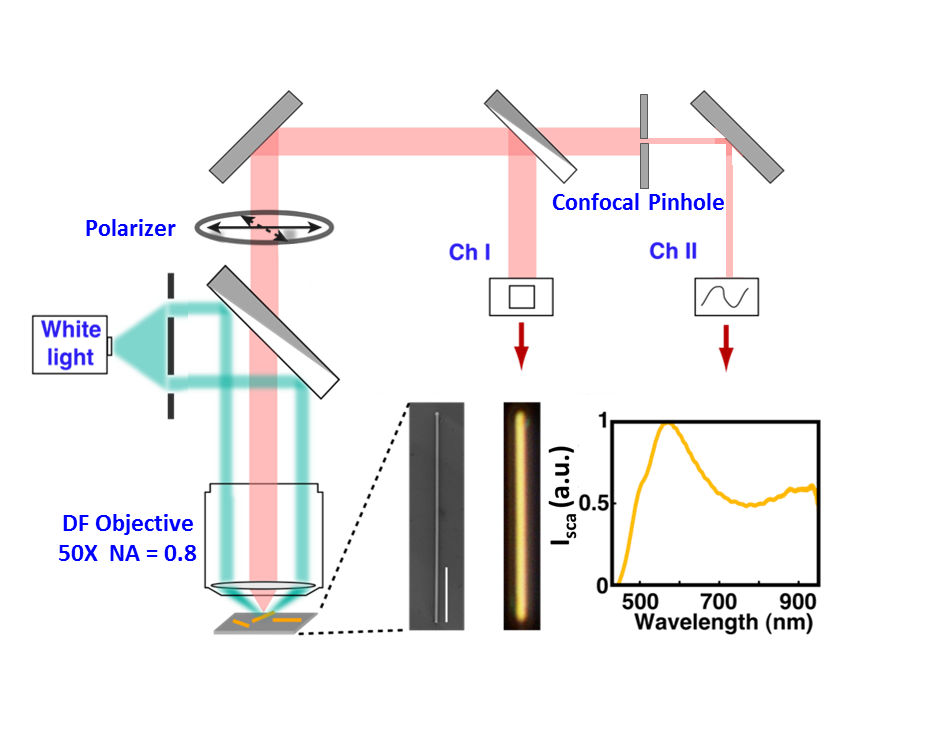 Polarizer
Confocal Pinhole
Ch I
Ch II
White
light
DF Objective
50X NA = 0.8
I_sca (a.u.)
1
0.5
0
500 700 900
Wavelength (nm)